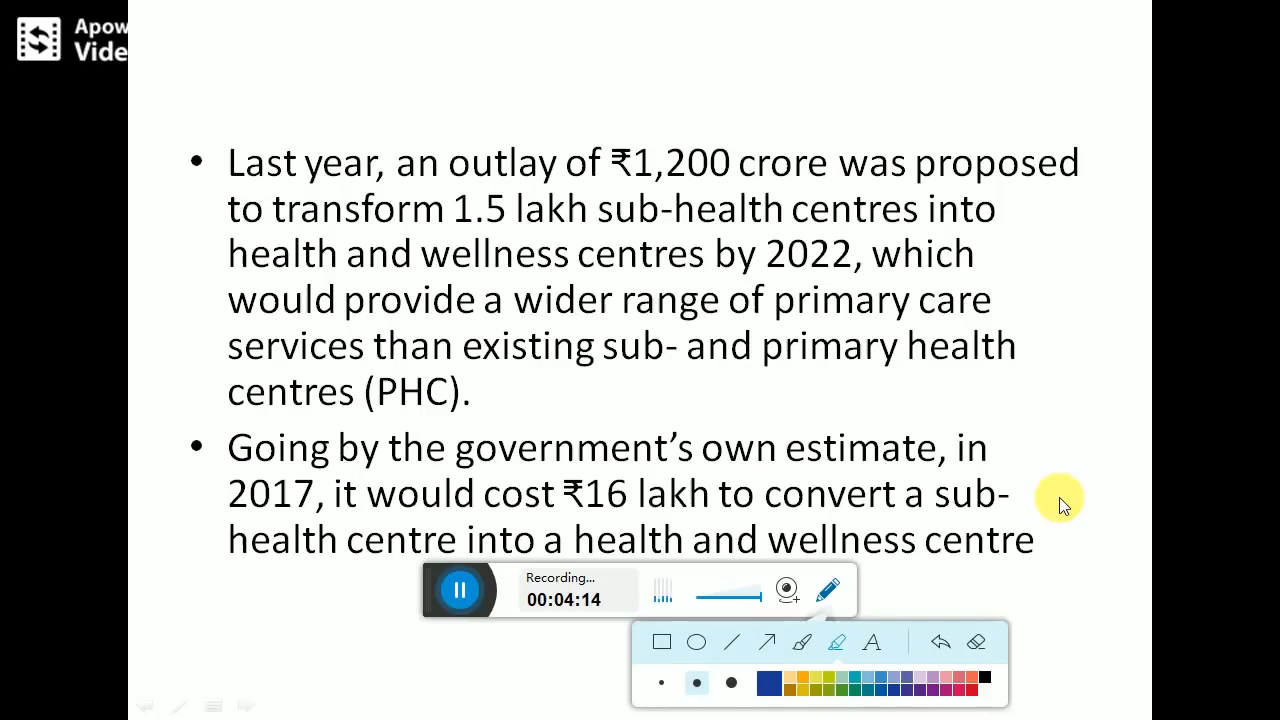 Apow
Vide
• Last year, an outlay of ₹1,200 crore was proposed
to transform 1.5 lakh sub-health centres into
health and wellness centres by 2022, which
would provide a wider range of primary care
services than existing sub- and primary health
centres (PHC).
• Going by the government’s own estimate, in
2017, it would cost ₹16 lakh to convert a sub-
health centre into a health and wellness centre
Recording...
00:04:14
A